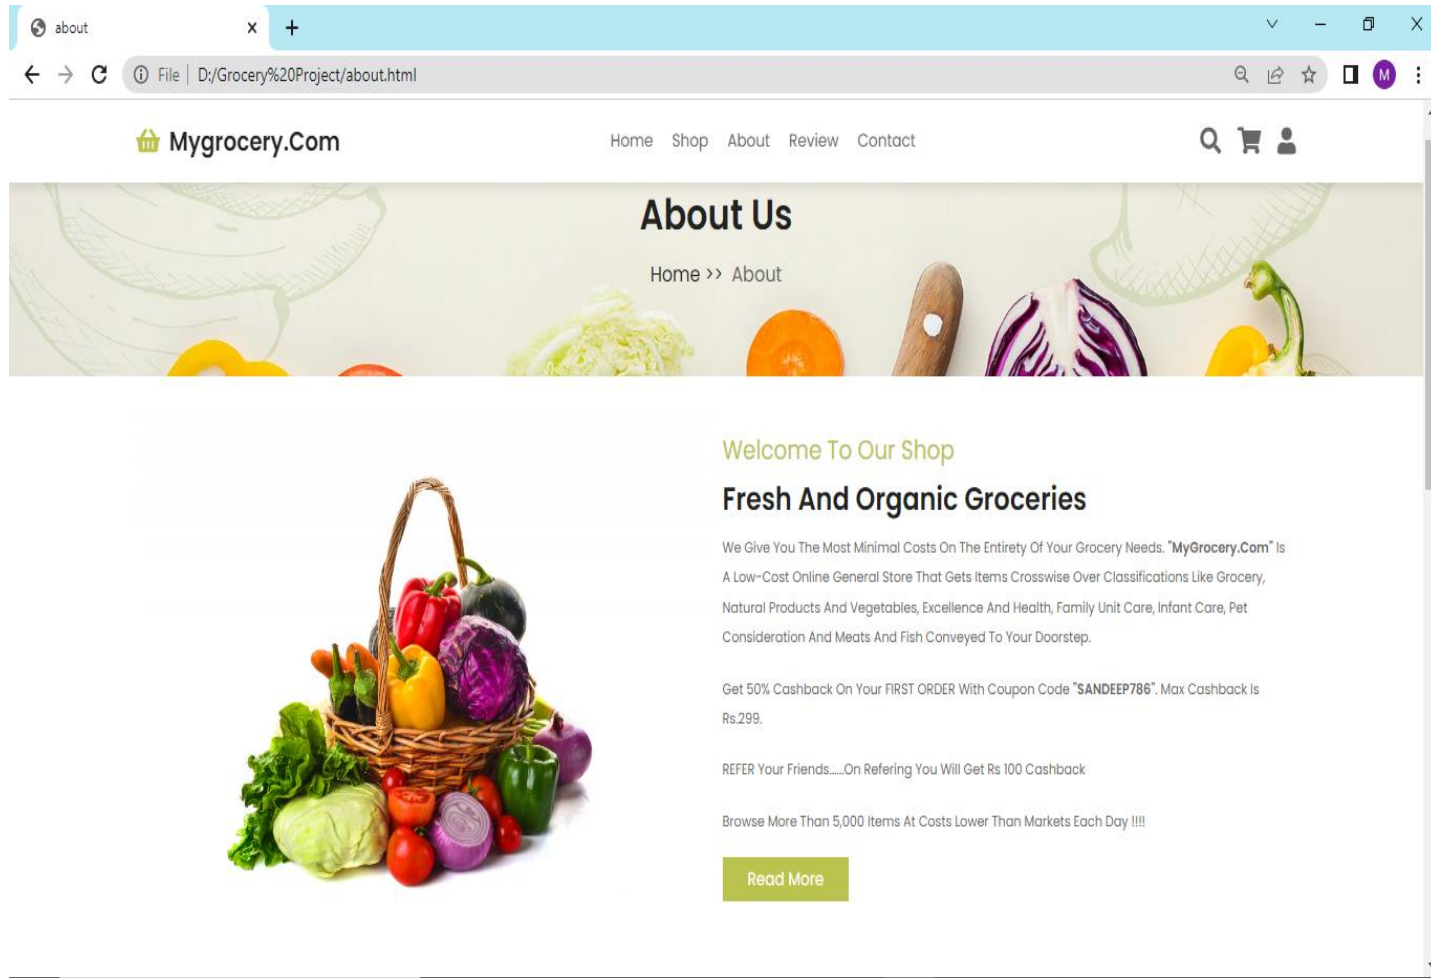 about
File D:/Grocery%20Project/about.html
M
Mygrocery.Com
Home Shop About Review Contact
About Us
Home >> About
Welcome To Our Shop
Fresh And Organic Groceries
We Give You The Most Minimal Costs On The Entirety Of Your Grocery Needs. "MyGrocery.Com" Is
A Low-Cost Online General Store That Gets Items Crosswise Over Classifications Like Grocery,
Natural Products And Vegetables, Excellence And Health, Family Unit Care, Infant Care, Pet
Consideration And Meats And Fish Conveyed To Your Doorstep.
Get 50% Cashback On Your FIRST ORDER With Coupon Code "SANDEEP786". Max Cashback Is
Rs.299.
REFER Your Friends......On Refering You Will Get Rs 100 Cashback
Browse More Than 5,000 Items At Costs Lower Than Markets Each Day !!!!
Read More